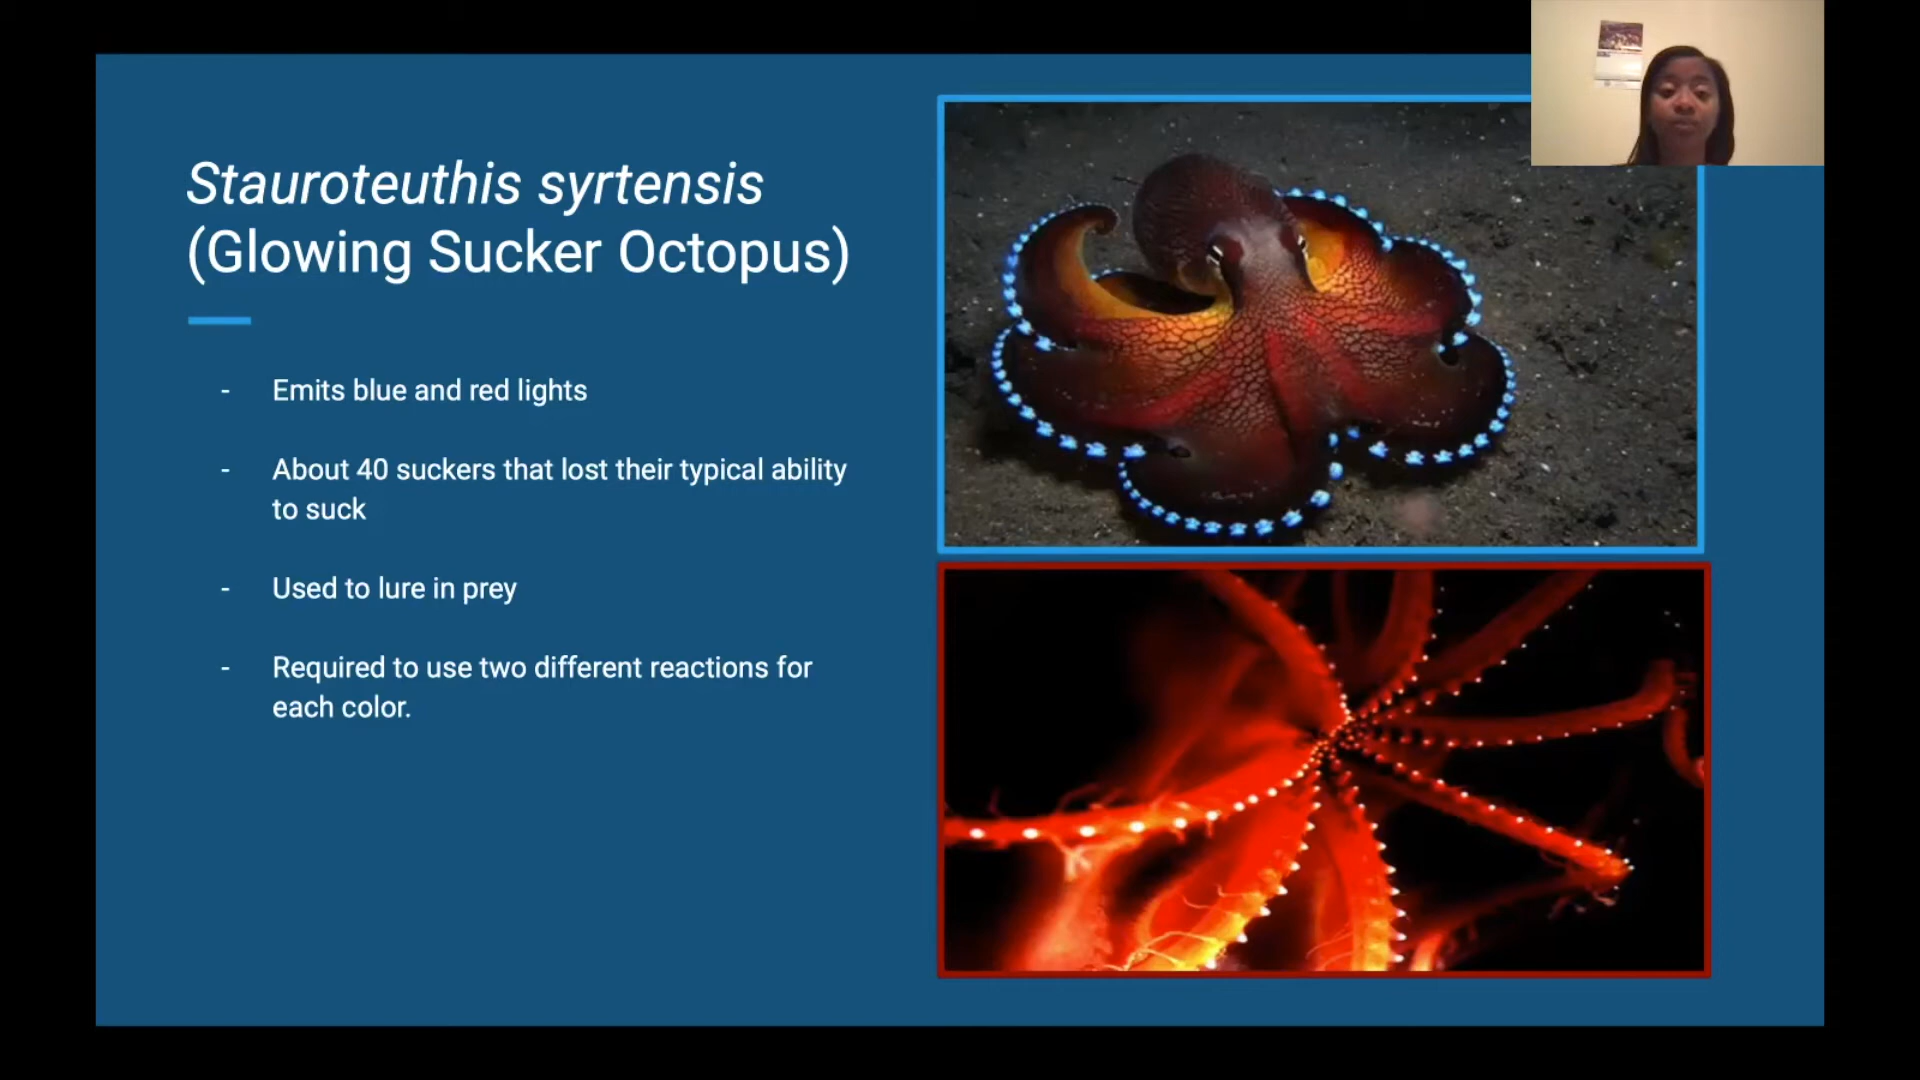 Stauroteuthis syrtensis
(Glowing Sucker Octopus)
- Emits blue and red lights
- About 40 suckers that lost their typical ability
to suck
- Used to lure in prey
- Required to use two different reactions for
each color.